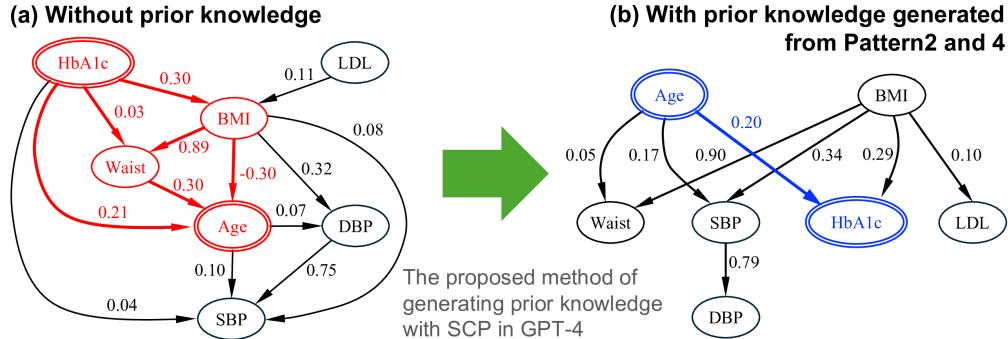 (a) Without prior knowledge
HbA1c
0.30
LDL
0.11
0.03
BMI
0.08
0.89
Waist
0.32
0.30
-0.30
0.21
Age
0.07
DBP
0.10
0.75
0.04
SBP
The proposed method of
generating prior knowledge
with SCP in GPT-4
(b) With prior knowledge generated
from Pattern2 and 4
Age
BMI
0.20
0.05
0.17
0.90
0.34
0.29
0.10
Waist
SBP
HbA1c
LDL
0.79
DBP